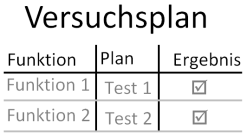 Versuchsplan
Funktion Plan Ergebnis
Funktion 1 Test 1 ☑
Funktion 2 Test 2 ☑